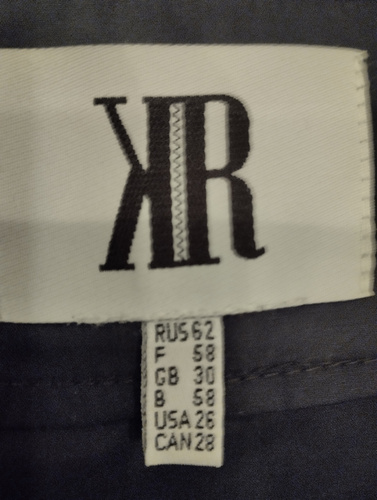 KR
RUS 62
F 58
GB 30
B 58
USA 26
CAN 28